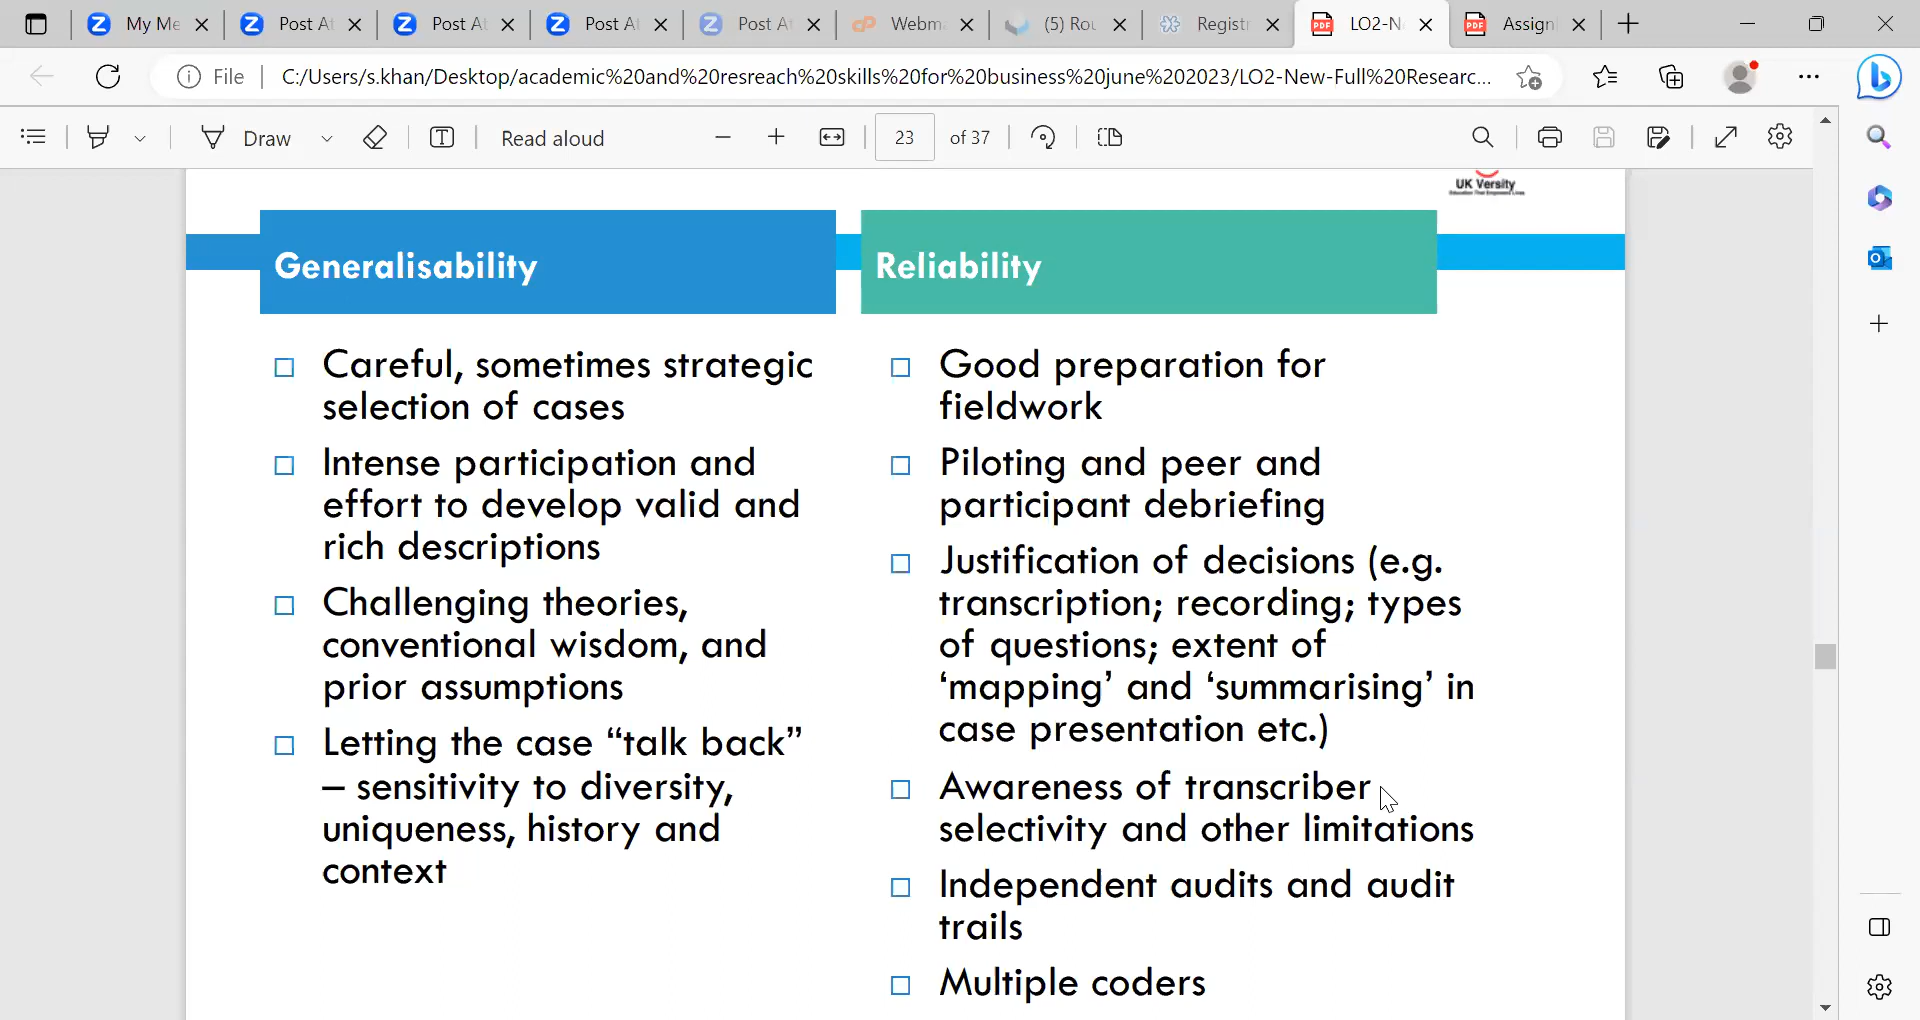 My Me
Post A
Post A
Post A
Post A
Webm
(5) Rou
Regist
LO2-N
Assign
File
C:/Users/s.khan/Desktop/academic%20and%20resreach%20skills%20for%20business%20june%202023/LO2-New-Full%20Researc...
Draw
Read aloud
23
of 37
UK Versity
Education That Empowers Lives
Generalisability
Careful, sometimes strategic
selection of cases
Intense participation and
effort to develop valid and
rich descriptions
Challenging theories,
conventional wisdom, and
prior assumptions
Letting the case “talk back”
– sensitivity to diversity,
uniqueness, history and
context
Reliability
Good preparation for
fieldwork
Piloting and peer and
participant debriefing
Justification of decisions (e.g.
transcription; recording; types
of questions; extent of
‘mapping’ and ‘summarising’ in
case presentation etc.)
Awareness of transcriber
selectivity and other limitations
Independent audits and audit
trails
Multiple coders